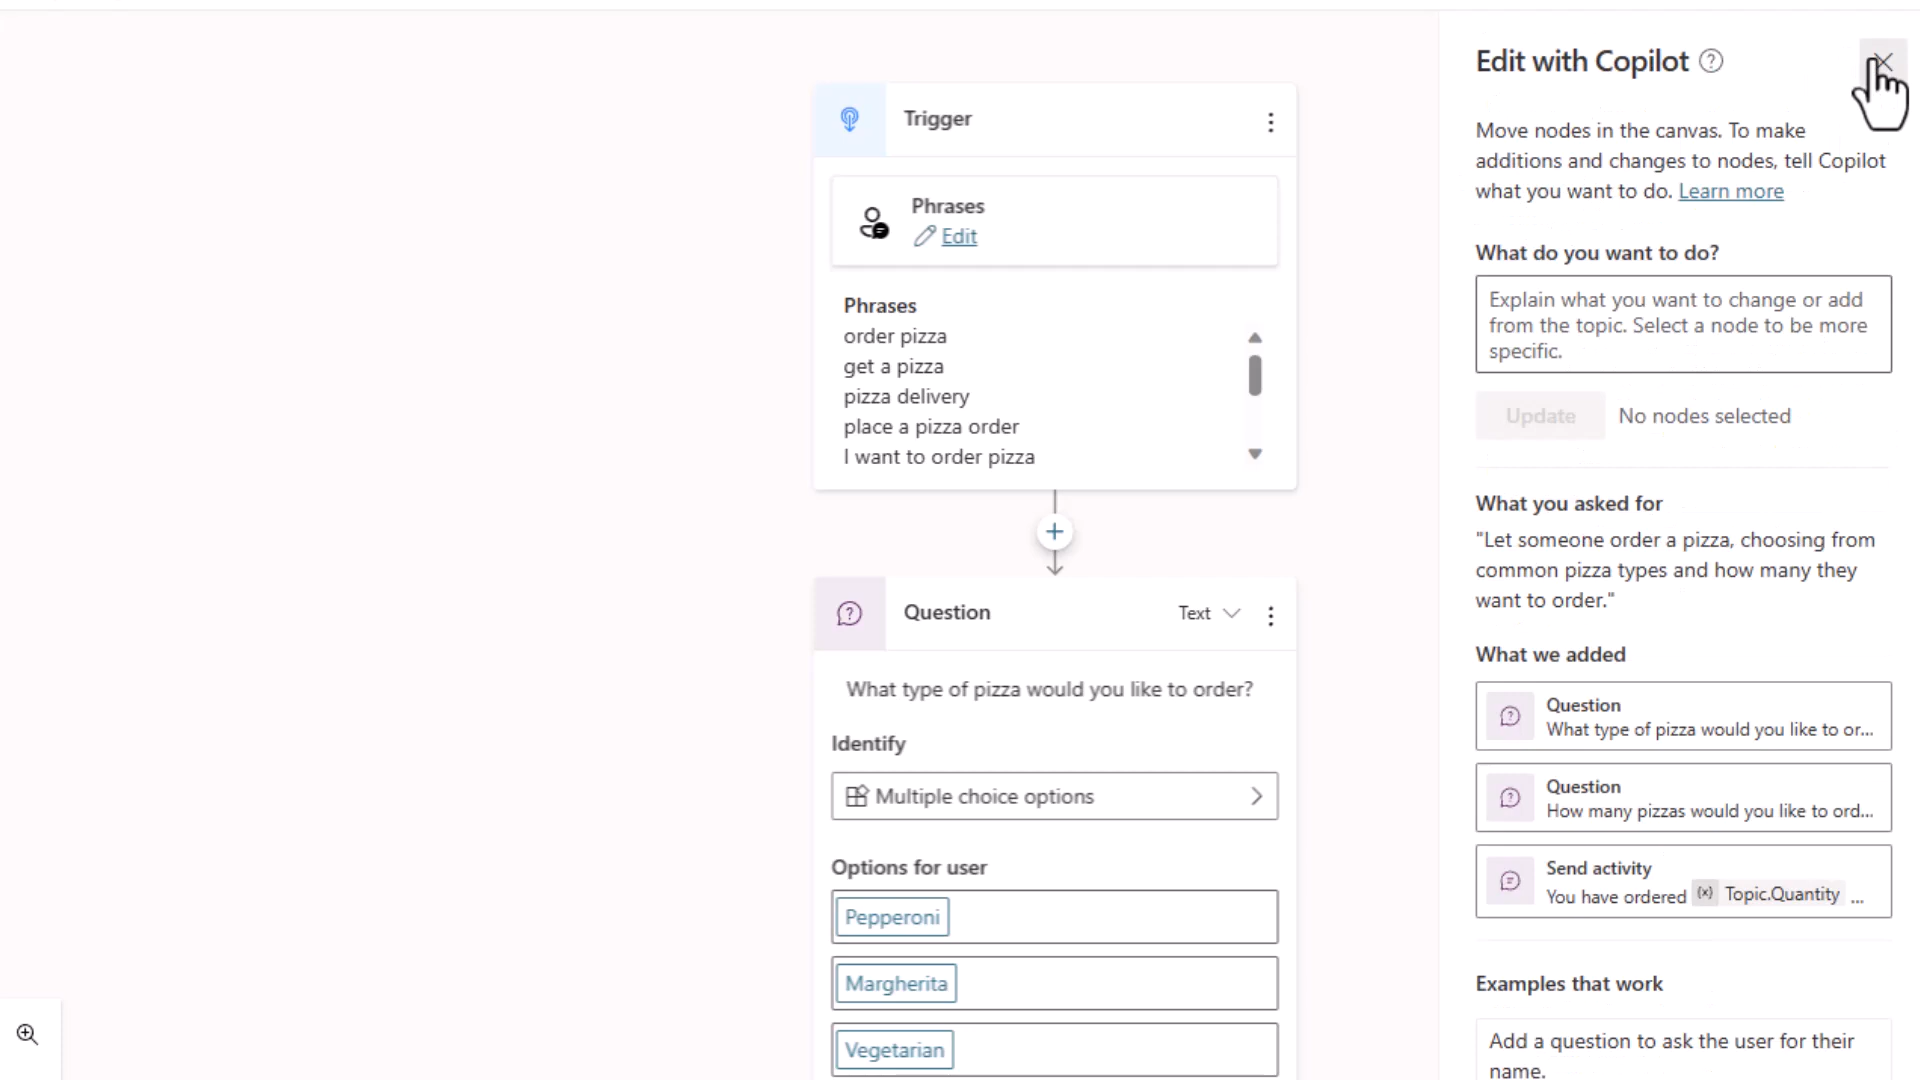 Trigger
Phrases
Edit
Phrases
order pizza
get a pizza
pizza delivery
place a pizza order
I want to order pizza
Question
Text
What type of pizza would you like to order?
Identify
Multiple choice options
Options for user
Pepperoni
Margherita
Vegetarian
Edit with Copilot
Move nodes in the canvas. To make
additions and changes to nodes, tell Copilot
what you want to do. Learn more
What do you want to do?
Explain what you want to change or add
from the topic. Select a node to be more
specific.
Update No nodes selected
What you asked for
"Let someone order a pizza, choosing from
common pizza types and how many they
want to order."
What we added
Question
What type of pizza would you like to or...
Question
How many pizzas would you like to ord...
Send activity
You have ordered (x) Topic.Quantity ...
Examples that work
Add a question to ask the user for their
name.